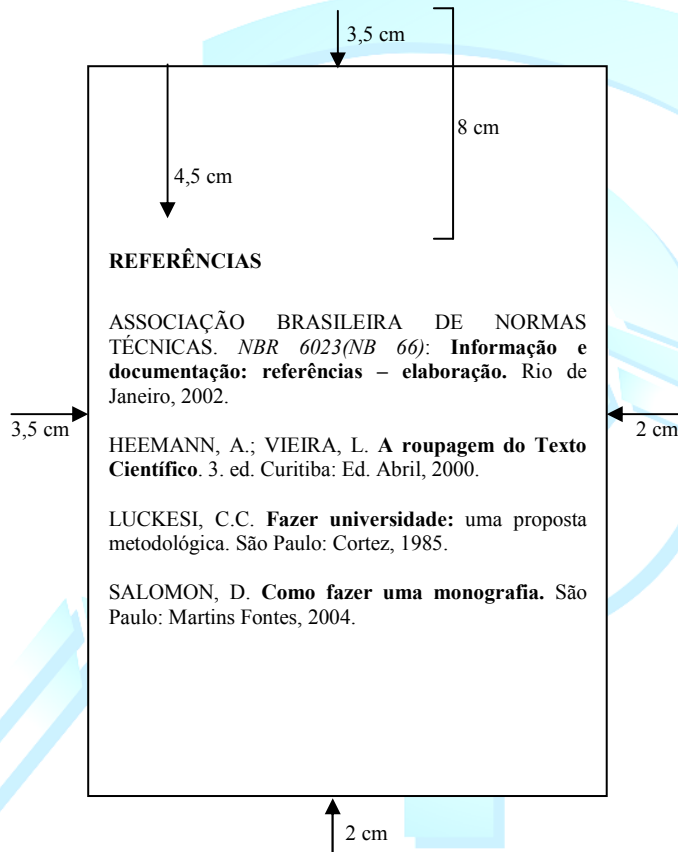 3,5 cm
8 cm
4,5 cm
REFERÊNCIAS
ASSOCIAÇÃO BRASILEIRA DE NORMAS
TÉCNICAS. NBR 6023(NB 66): Informação e
documentação: referências – elaboração. Rio de
Janeiro, 2002.
3,5 cm
2 cm
HEEMANN, A.; VIEIRA, L. A roupagem do Texto
Científico. 3. ed. Curitiba: Ed. Abril, 2000.
LUCKESI, C.C. Fazer universidade: uma proposta
metodológica. São Paulo: Cortez, 1985.
SALOMON, D. Como fazer uma monografia. São
Paulo: Martins Fontes, 2004.
2 cm